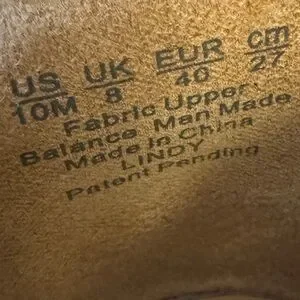 US UK EUR cm
10M 8 40 27
Fabric Upper
Balance Man Made
Made in China
LINDY
Patent Pending